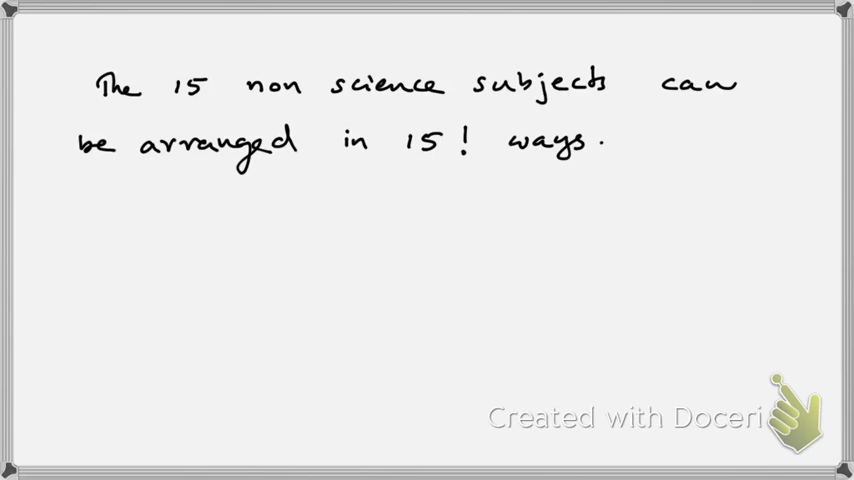 The 15 non science subjects can
be arranged in 15! ways.
Created with Doceri